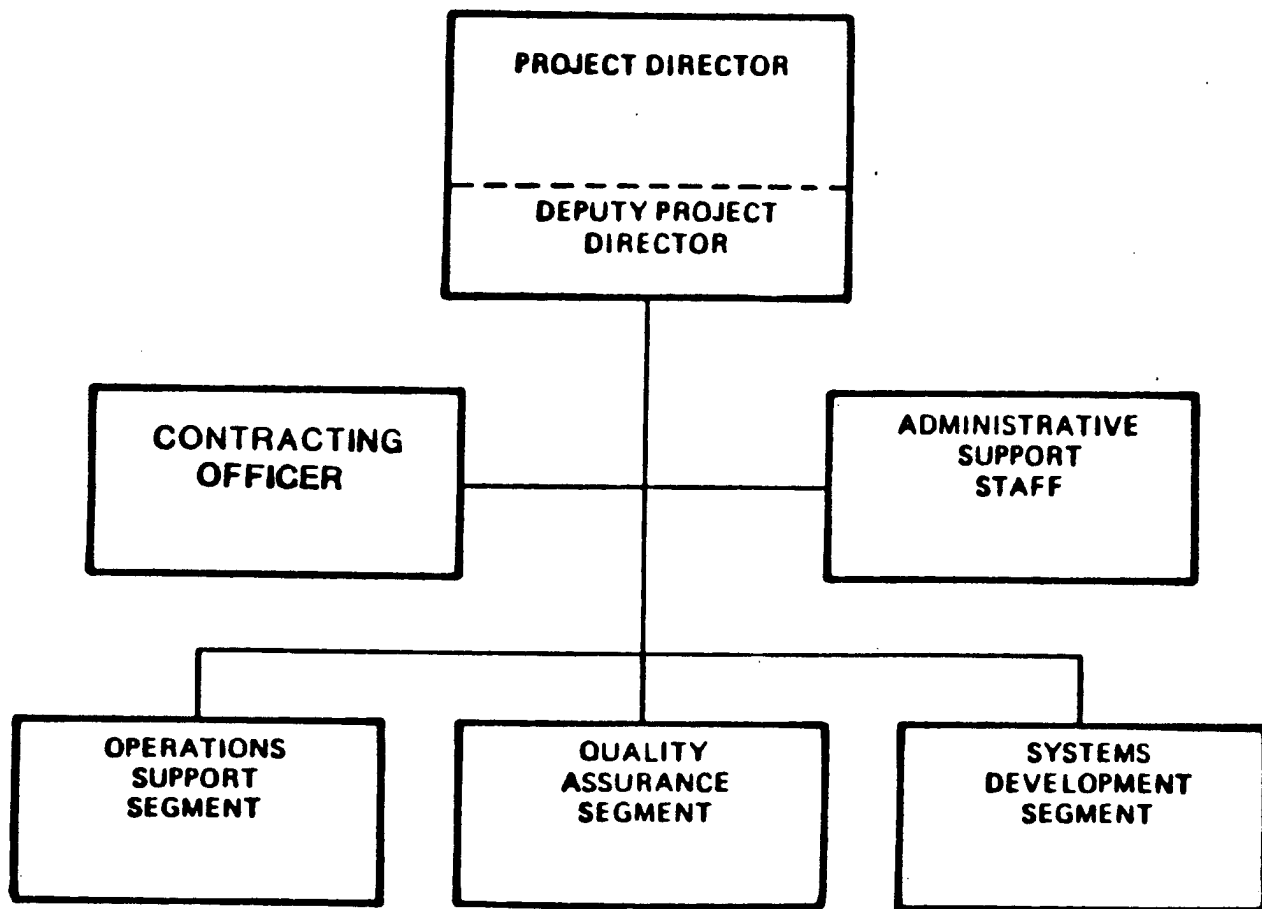 PROJECT DIRECTOR
DEPUTY PROJECT
DIRECTOR
CONTRACTING
OFFICER
ADMINISTRATIVE
SUPPORT
STAFF
OPERATIONS
SUPPORT
SEGMENT
QUALITY
ASSURANCE
SEGMENT
SYSTEMS
DEVELOPMENT
SEGMENT